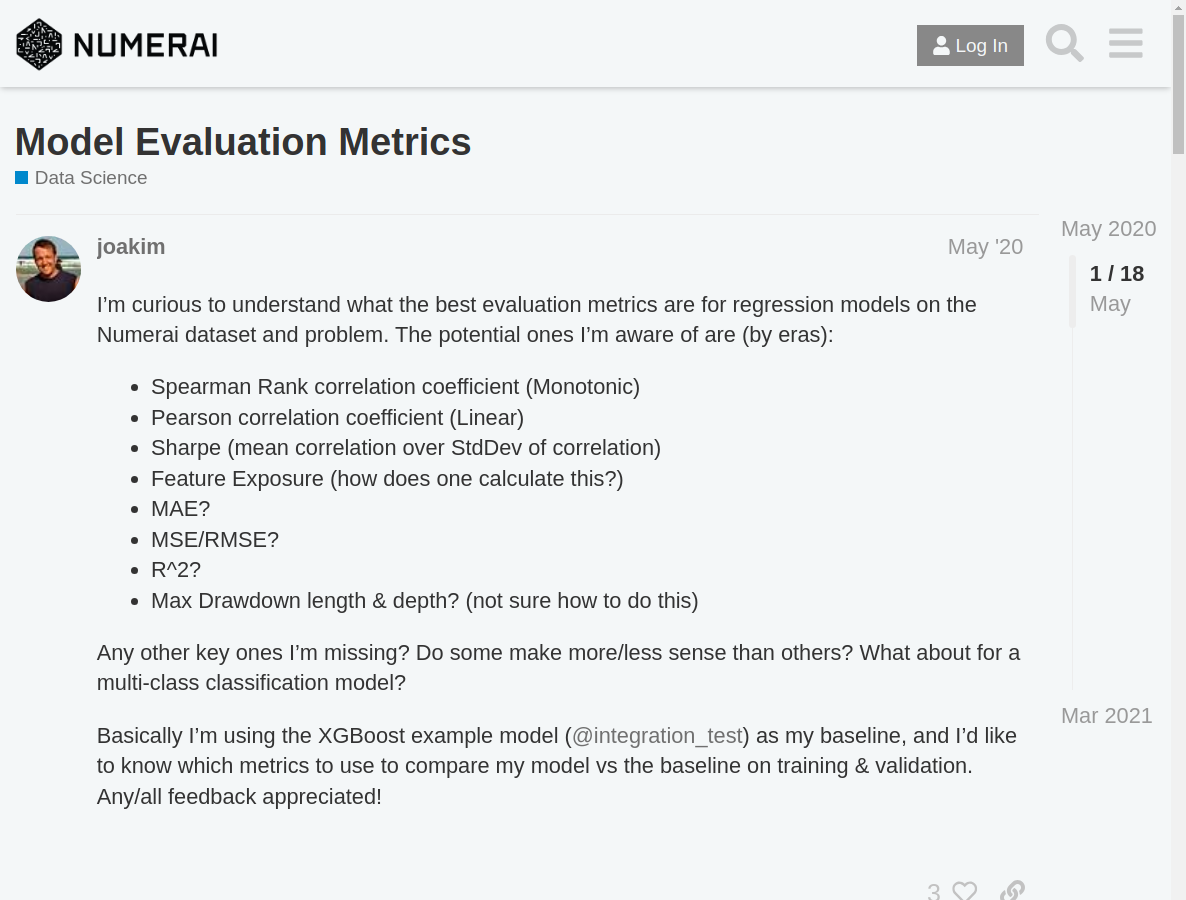 NUMERAI
Log In
Model Evaluation Metrics
Data Science
joakim
May '20
May 2020
1 / 18
May
I’m curious to understand what the best evaluation metrics are for regression models on the
Numerai dataset and problem. The potential ones I’m aware of are (by eras):
Spearman Rank correlation coefficient (Monotonic)
Pearson correlation coefficient (Linear)
Sharpe (mean correlation over StdDev of correlation)
Feature Exposure (how does one calculate this?)
MAE?
MSE/RMSE?
R^2?
Max Drawdown length & depth? (not sure how to do this)
Any other key ones I’m missing? Do some make more/less sense than others? What about for a
multi-class classification model?
Mar 2021
Basically I’m using the XGBoost example model (@integration_test) as my baseline, and I’d like
to know which metrics to use to compare my model vs the baseline on training & validation.
Any/all feedback appreciated!
3